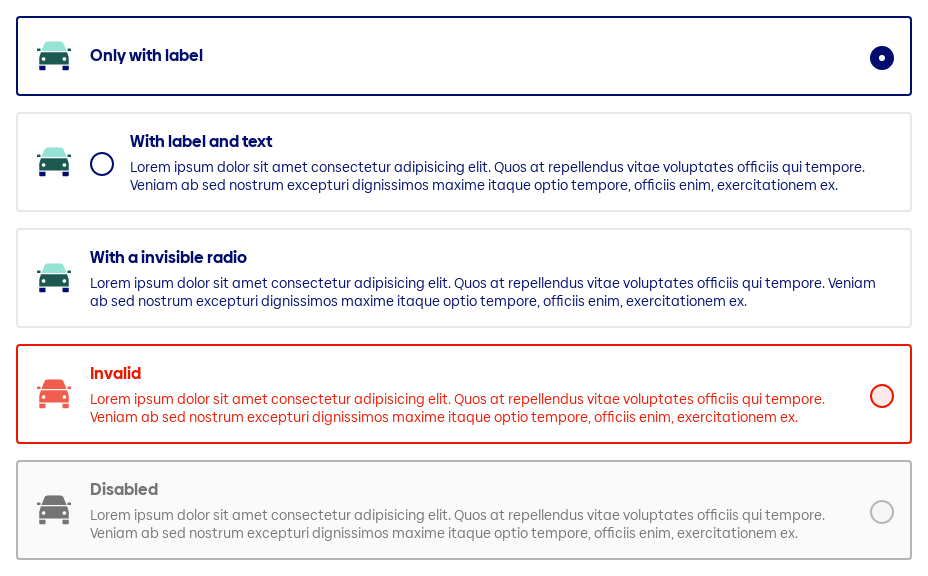 Only with label
With label and text
Lorem ipsum dolor sit amet consectetur adipisicing elit. Quos at repellendus vitae voluptates officiis qui tempore.
Veniam ab sed nostrum excepturi dignissimos maxime itaque optio tempore, officiis enim, exercitationem ex.
With a invisible radio
Lorem ipsum dolor sit amet consectetur adipisicing elit. Quos at repellendus vitae voluptates officiis qui tempore. Veniam
ab sed nostrum excepturi dignissimos maxime itaque optio tempore, officiis enim, exercitationem ex.
Invalid
Lorem ipsum dolor sit amet consectetur adipisicing elit. Quos at repellendus vitae voluptates officiis qui tempore.
Veniam ab sed nostrum excepturi dignissimos maxime itaque optio tempore, officiis enim, exercitationem ex.
Disabled
Lorem ipsum dolor sit amet consectetur adipisicing elit. Quos at repellendus vitae voluptates officiis qui tempore.
Veniam ab sed nostrum excepturi dignissimos maxime itaque optio tempore, officiis enim, exercitationem ex.